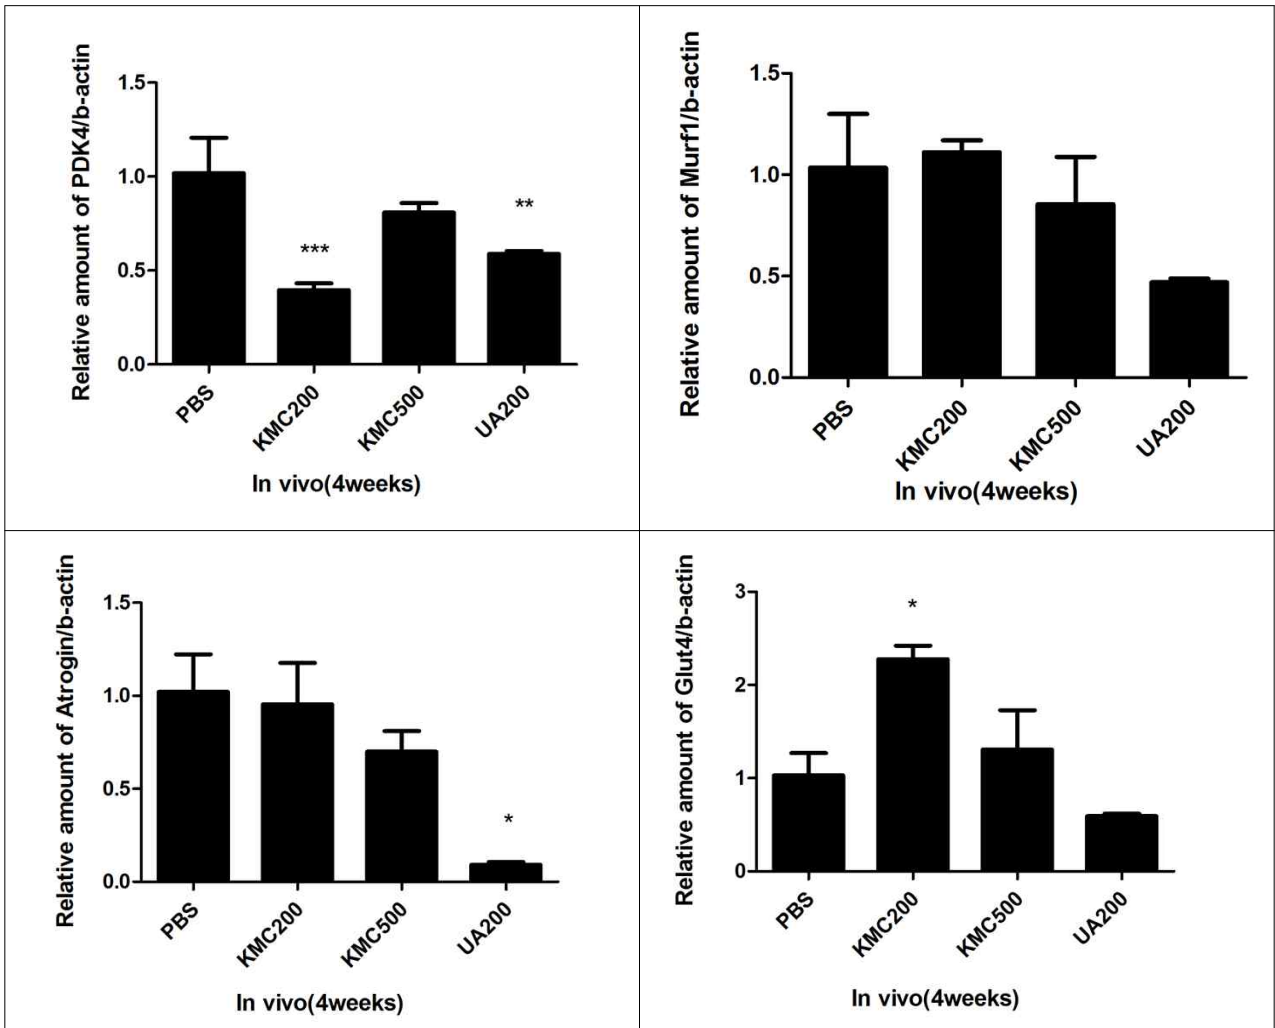 Relative amount of PDK4/b-actin
1.5
1.0
0.5
0.0
***
**
PBS
KMC200
KMC500
UA200
In vivo(4weeks)
Relative amount of Murf1/b-actin
1.5
1.0
0.5
0.0
PBS
KMC200
KMC500
UA200
In vivo(4weeks)
Relative amount of Atrogin/b-actin
1.5
1.0
0.5
0.0
*
PBS
KMC200
KMC500
UA200
In vivo(4weeks)
Relative amount of Glut4/b-actin
3
2
1
0
*
PBS
KMC200
KMC500
UA200
In vivo(4weeks)